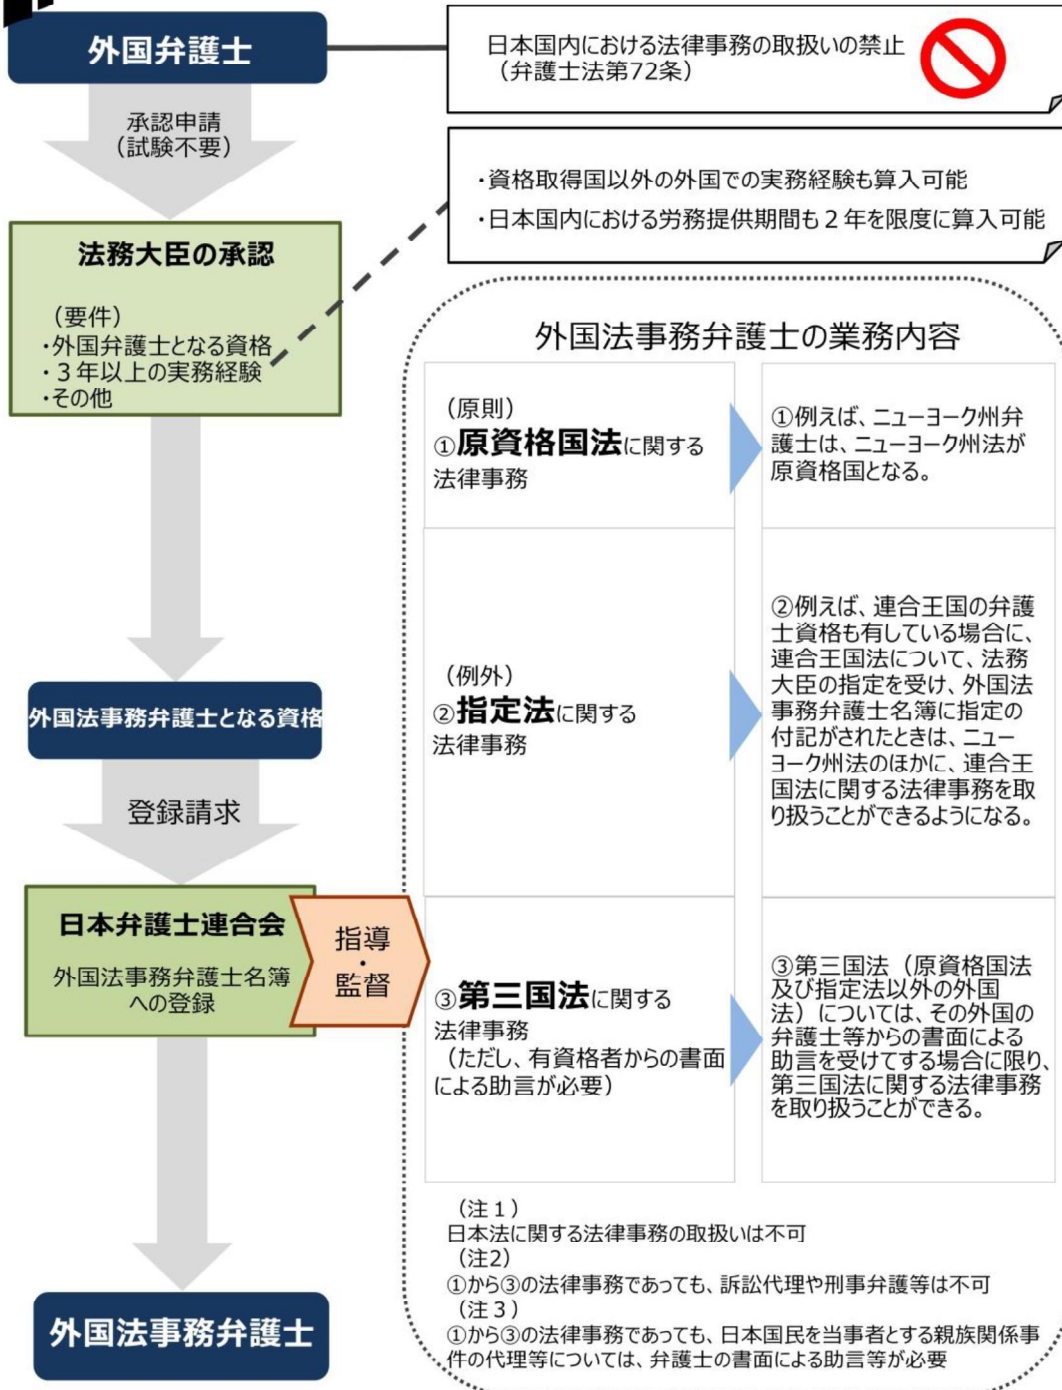 外国弁護士
日本国内における法律事務の取扱いの禁止
（弁護士法第72条）
承認申請
（試験不要）
・資格取得国以外の外国での実務経験も算入可能
・日本国内における労務提供期間も２年を限度に算入可能
法務大臣の承認
（要件）
・外国弁護士となる資格
・３年以上の実務経験
・その他
外国法事務弁護士となる資格
登録請求
日本弁護士連合会
外国法事務弁護士名簿
への登録
指導
・
監督
外国法事務弁護士
外国法事務弁護士の業務内容
（原則）
①原資格国法に関する
法律事務
①例えば、ニューヨーク州弁
護士は、ニューヨーク州法が
原資格国となる。
（例外）
②指定法に関する
法律事務
②例えば、連合王国の弁護
士資格も有している場合に、
連合王国法について、法務
大臣の指定を受け、外国法
事務弁護士名簿に指定の
付記がされたときは、ニュー
ヨーク州法のほかに、連合王
国法に関する法律事務を取
り扱うことができるようになる。
③第三国法に関する
法律事務
（ただし、有資格者からの書面
による助言が必要）
③第三国法（原資格国法
及び指定法以外の外国
法）については、その外国の
弁護士等からの書面による
助言を受けてする場合に限り、
第三国法に関する法律事務
を取り扱うことができる。
（注１）
日本法に関する法律事務の取扱いは不可
（注2）
①から③の法律事務であっても、訴訟代理や刑事弁護等は不可
（注３）
①から③の法律事務であっても、日本国民を当事者とする親族関係事
件の代理等については、弁護士の書面による助言等が必要